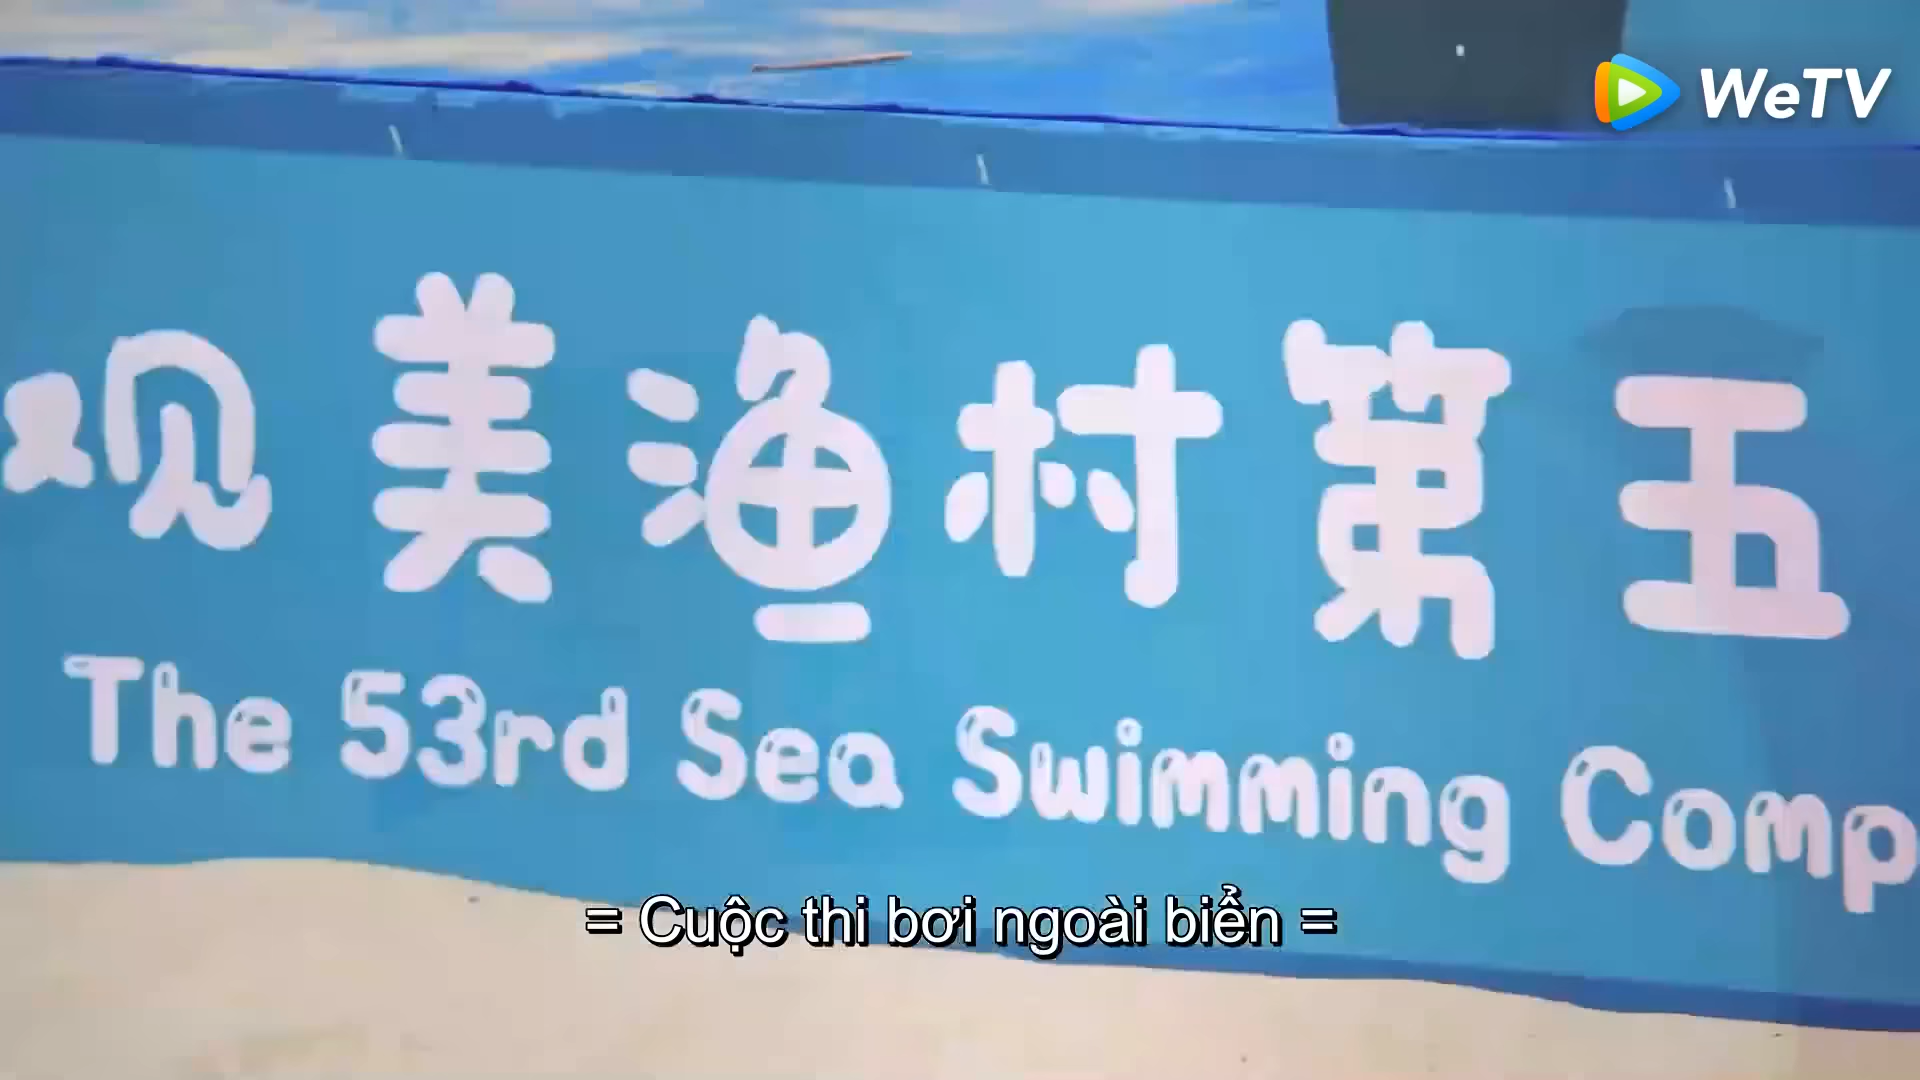 WeTV
观美渔村第五
The 53rd Sea Swimming Comp
= Cuộc thi bơi ngoài biển =